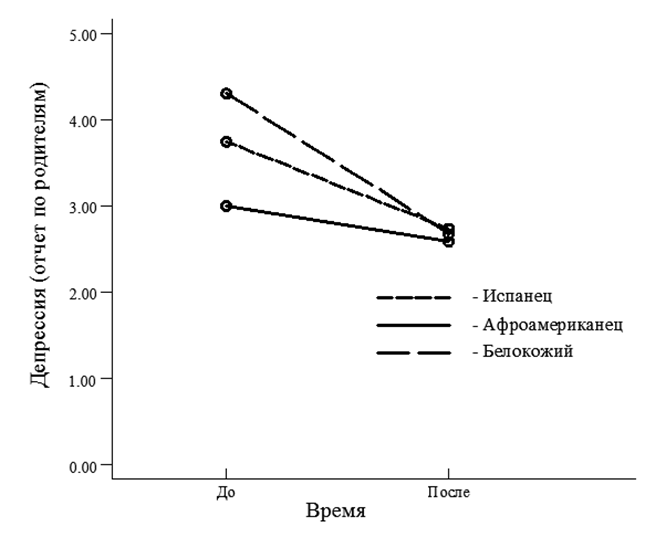 Депрессия (отчет по родителям)
5.00
4.00
3.00
2.00
1.00
0.00
- Испанец
- Афроамериканец
- Белокожий
До
После
Время